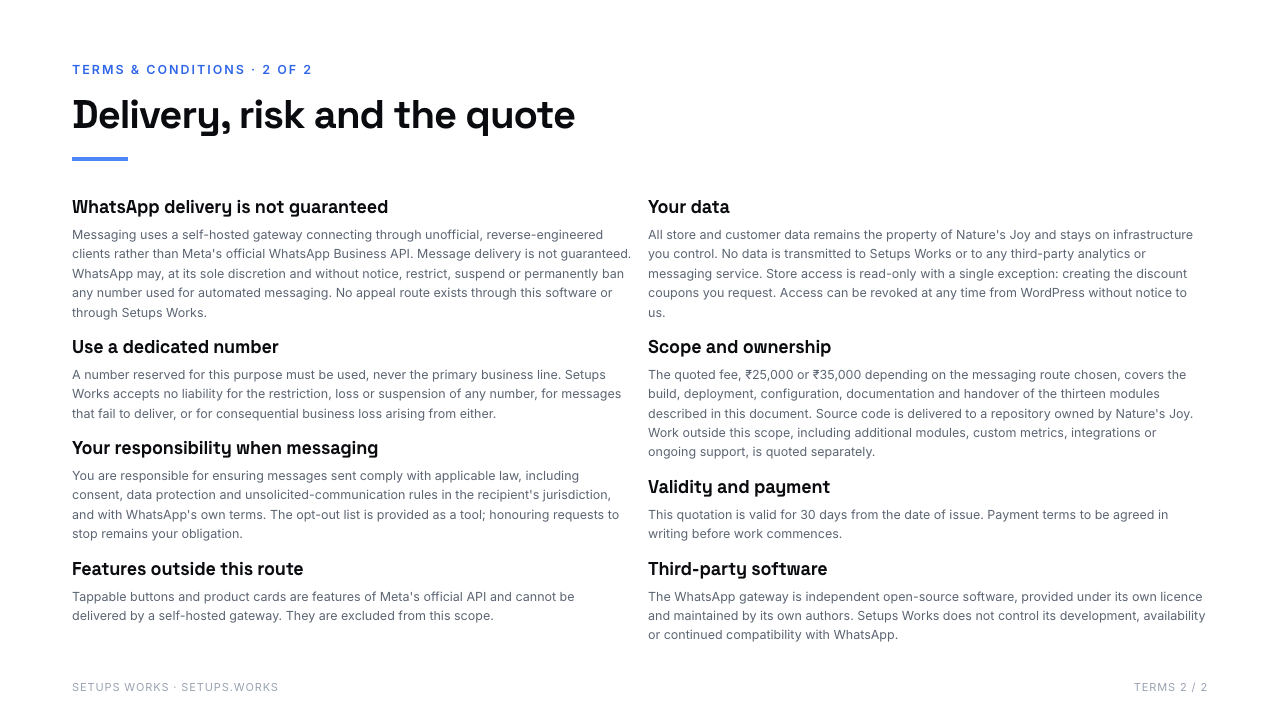 TERMS & CONDITIONS · 2 OF 2
Delivery, risk and the quote
WhatsApp delivery is not guaranteed
Messaging uses a self-hosted gateway connecting through unofficial, reverse-engineered
clients rather than Meta's official WhatsApp Business API. Message delivery is not guaranteed.
WhatsApp may, at its sole discretion and without notice, restrict, suspend or permanently ban
any number used for automated messaging. No appeal route exists through this software or
through Setups Works.
Use a dedicated number
A number reserved for this purpose must be used, never the primary business line. Setups
Works accepts no liability for the restriction, loss or suspension of any number, for messages
that fail to deliver, or for consequential business loss arising from either.
Your responsibility when messaging
You are responsible for ensuring messages sent comply with applicable law, including
consent, data protection and unsolicited-communication rules in the recipient's jurisdiction,
and with WhatsApp's own terms. The opt-out list is provided as a tool; honouring requests to
stop remains your obligation.
Features outside this route
Tappable buttons and product cards are features of Meta's official API and cannot be
delivered by a self-hosted gateway. They are excluded from this scope.
Your data
All store and customer data remains the property of Nature's Joy and stays on infrastructure
you control. No data is transmitted to Setups Works or to any third-party analytics or
messaging service. Store access is read-only with a single exception: creating the discount
coupons you request. Access can be revoked at any time from WordPress without notice to
us.
Scope and ownership
The quoted fee, ₹25,000 or ₹35,000 depending on the messaging route chosen, covers the
build, deployment, configuration, documentation and handover of the thirteen modules
described in this document. Source code is delivered to a repository owned by Nature's Joy.
Work outside this scope, including additional modules, custom metrics, integrations or
ongoing support, is quoted separately.
Validity and payment
This quotation is valid for 30 days from the date of issue. Payment terms to be agreed in
writing before work commences.
Third-party software
The WhatsApp gateway is independent open-source software, provided under its own licence
and maintained by its own authors. Setups Works does not control its development, availability
or continued compatibility with WhatsApp.
SETUPS WORKS · SETUPS.WORKS
TERMS 2 / 2